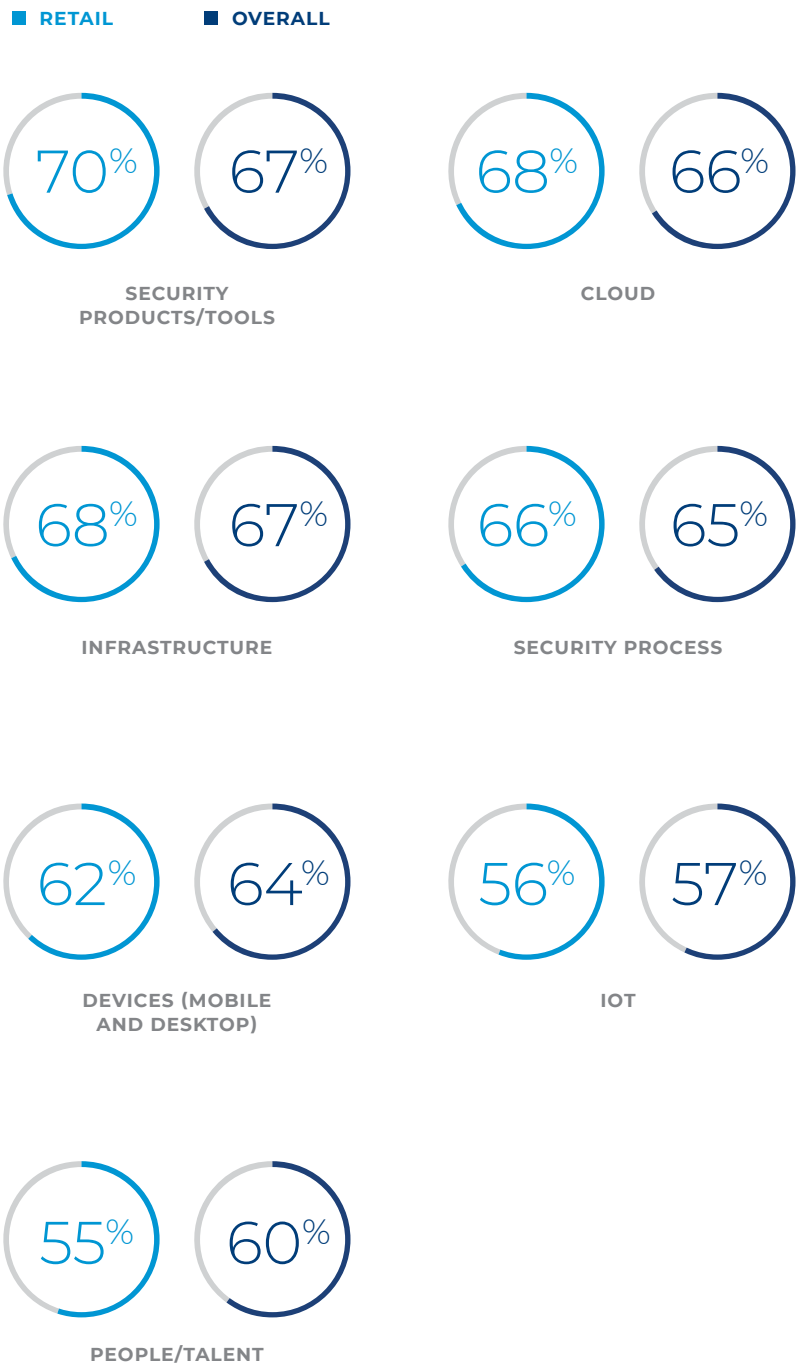 RETAIL
OVERALL
70%
67%
SECURITY
PRODUCTS/TOOLS
68%
66%
CLOUD
68%
67%
INFRASTRUCTURE
66%
65%
SECURITY PROCESS
62%
64%
DEVICES (MOBILE
AND DESKTOP)
56%
57%
IOT
55%
60%
PEOPLE/TALENT